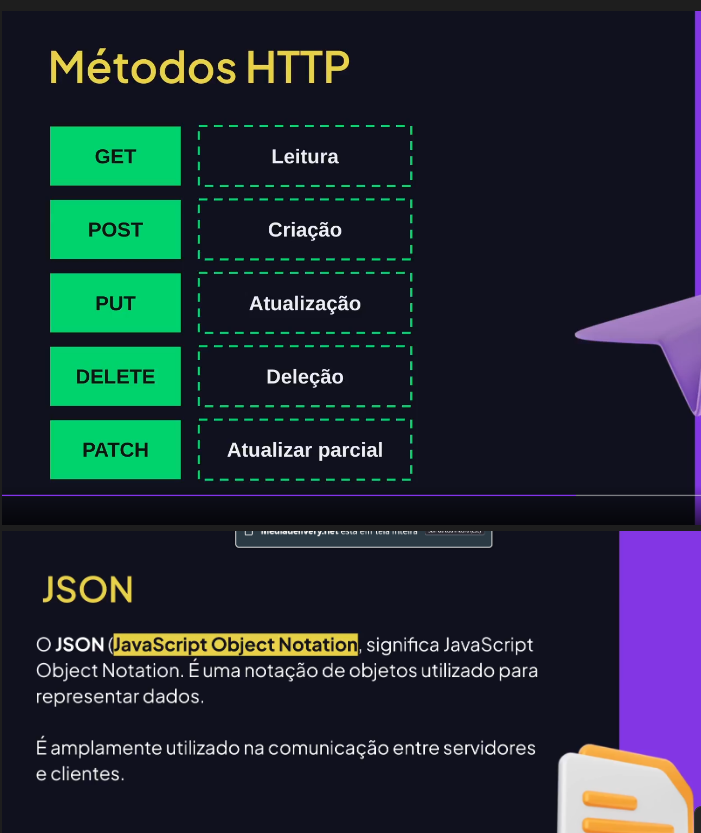 Métodos HTTP
GET
Leitura
POST
Criação
PUT
Atualização
DELETE
Deleção
PATCH
Atualizar parcial
mediadelivery.net está em tela inteira
JSON
O JSON (JavaScript Object Notation, significa JavaScript
Object Notation. É uma notação de objetos utilizado para
representar dados.
É amplamente utilizado na comunicação entre servidores
e clientes.